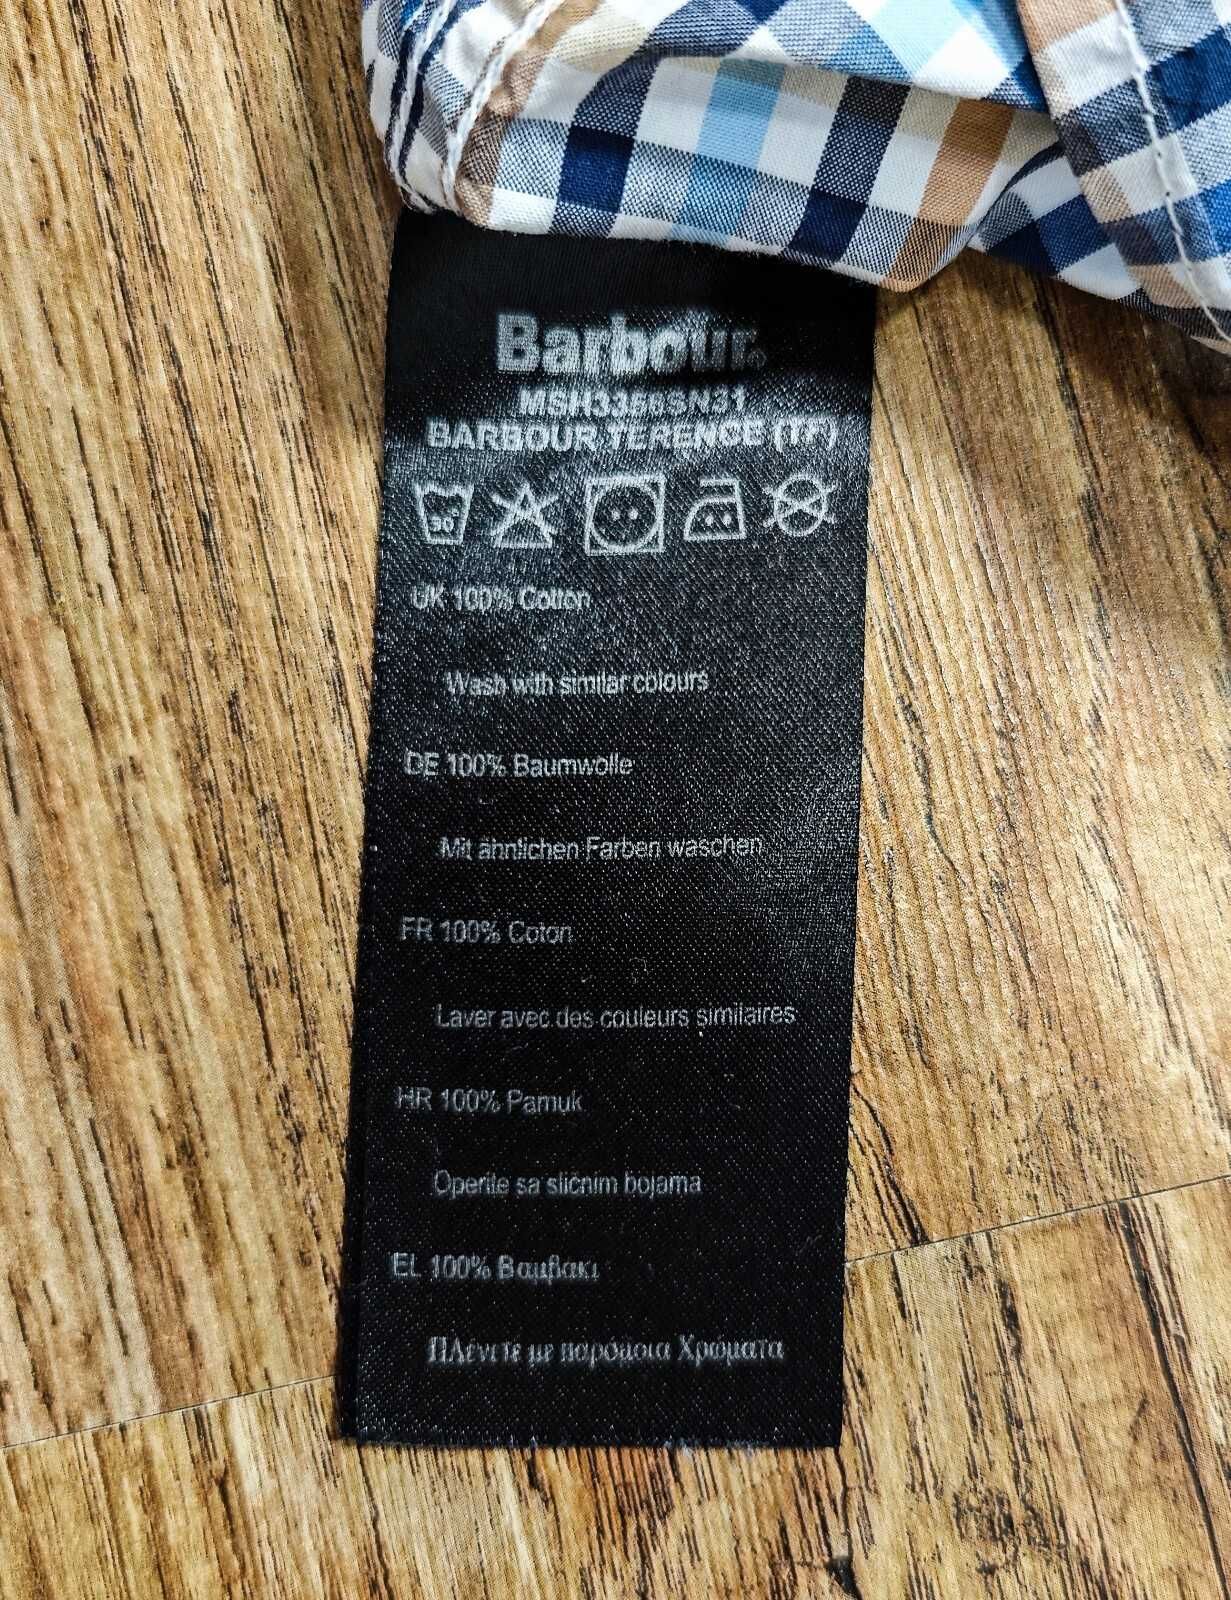 Barbour®
MSH3380SN31
BARBOUR TERENCE (TF)
30°
UK 100% Cotton
Wash with similar colours
DE 100% Baumwolle
Mit ähnlichen Farben waschen
FR 100% Coton
Laver avec des couleurs similaires
HR 100% Pamuk
Operite sa sličnim bojama
EL 100% Βαμβακι
ΠΛένετε με παρόμοια Χρώματα